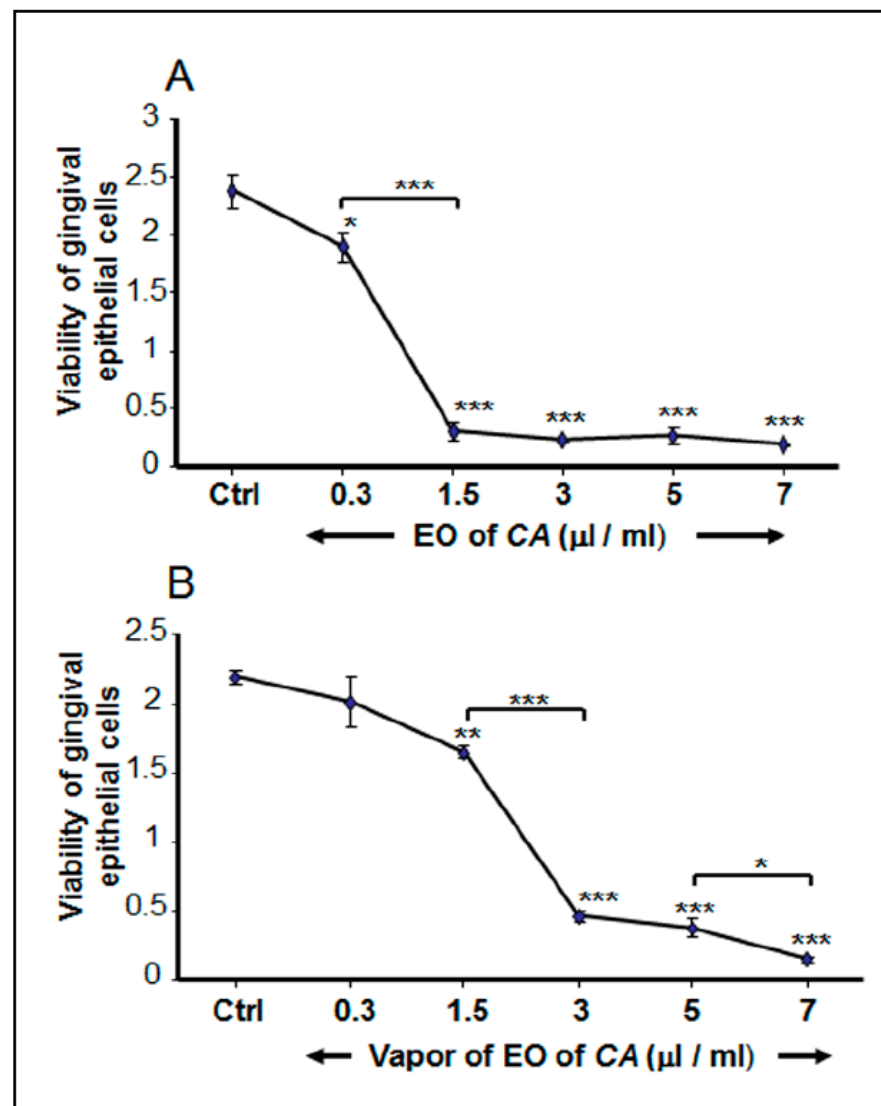 A
Viability of gingival
epithelial cells
3
2.5
2
1.5
1
0.5
0
***
*
***
***
***
***
Ctrl 0.3 1.5 3 5 7
EO of CA (µl / ml)
B
Viability of gingival
epithelial cells
2.5
2
1.5
1
0.5
0
***
**
*
***
***
***
Ctrl 0.3 1.5 3 5 7
Vapor of EO of CA (µl / ml)